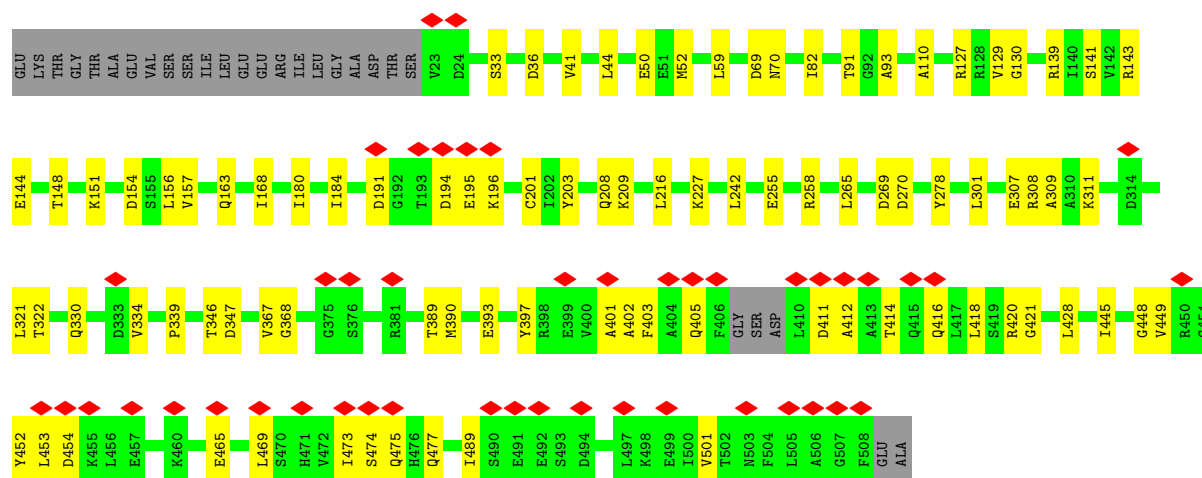 GLU LYS THR GLY THR ALA GLU VAL SER SER ILE LEU GLU GLU ARG ILE LEU GLY ALA ASP THR SER V23 D24 S33 D36 V41 L44 E50 E51 M52 L59 D69 N70 I82 T91 G92 A93 A110 R127 R128 V129 G130 R139 I140 S141 V142 R143
E144 T148 K151 D154 S155 L156 V157 Q163 I168 I180 I184 D191 G192 T193 D194 E195 K196 C201 I202 Y203 Q208 K209 L216 K227 L242 E255 R258 L265 D269 D270 Y278 L301 E307 R308 A309 A310 K311 D314
L321 T322 Q330 D333 V334 P339 T346 D347 V367 G368 G375 S376 R381 T389 M390 E393 Y397 R398 E399 V400 A401 A402 F403 A404 Q405 F406 GLY SER ASP L410 D411 A412 A413 T414 Q415 Q416 L417 L418 S419 R420 G421 L428 I445 G448 V449 R450
Y452 L453 D454 K455 L456 E457 K460 E465 L469 S470 H471 V472 I473 S474 Q475 H476 Q477 I489 S490 E491 E492 S493 D494 L497 K498 E499 I500 V501 T502 N503 F504 L505 A506 G507 F508 GLU ALA